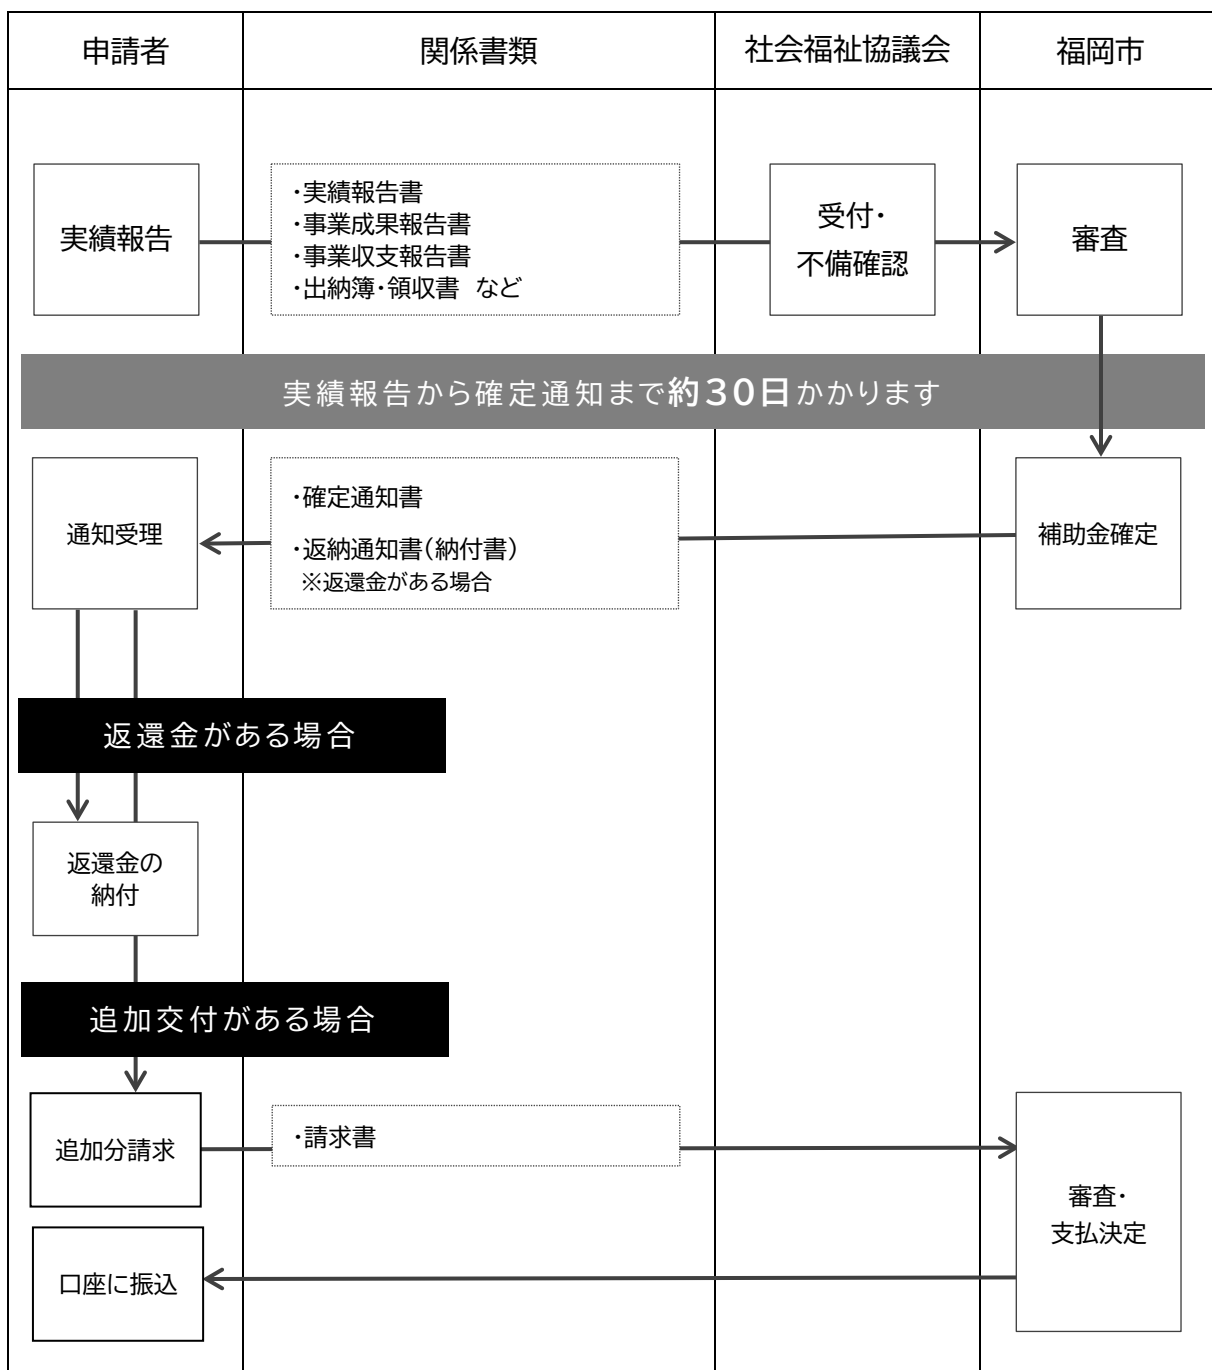 申請者
関係書類
社会福祉協議会
福岡市
実績報告
・実績報告書
・事業成果報告書
・事業収支報告書
・出納簿・領収書　など
受付・
不備確認
審査
実績報告から確定通知まで約30日かかります
通知受理
・確定通知書
・返納通知書(納付書)
※返還金がある場合
補助金確定
返還金がある場合
返還金の
納付
追加交付がある場合
追加分請求
・請求書
審査・
支払決定
口座に振込